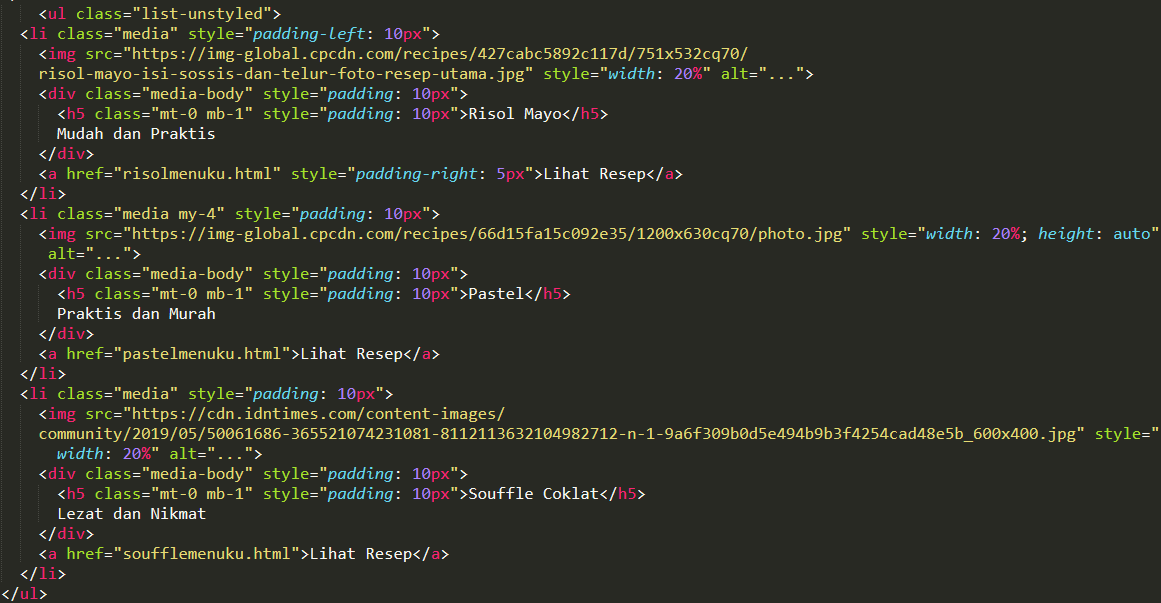 <ul class="list-unstyled">
<li class="media" style="padding-left: 10px">
<img src="https://img-global.cpcdn.com/recipes/427cabc5892c117d/751x532cq70/
risol-mayo-isi-sossis-dan-telur-foto-resep-utama.jpg" style="width: 20%" alt="...">
<div class="media-body" style="padding: 10px">
<h5 class="mt-0 mb-1" style="padding: 10px">Risol Mayo</h5>
Mudah dan Praktis
</div>
<a href="risolmenuku.html" style="padding-right: 5px">Lihat Resep</a>
</li>
<li class="media my-4" style="padding: 10px">
<img src="https://img-global.cpcdn.com/recipes/66d15fa15c092e35/1200x630cq70/photo.jpg" style="width: 20%; height: auto"
alt="...">
<div class="media-body" style="padding: 10px">
<h5 class="mt-0 mb-1" style="padding: 10px">Pastel</h5>
Praktis dan Murah
</div>
<a href="pastelmenuku.html">Lihat Resep</a>
</li>
<li class="media" style="padding: 10px">
<img src="https://cdn.idntimes.com/content-images/
community/2019/05/50061686-365521074231081-8112113632104982712-n-1-9a6f309b0d5e494b9b3f4254cad48e5b_600x400.jpg" style="
width: 20%" alt="...">
<div class="media-body" style="padding: 10px">
<h5 class="mt-0 mb-1" style="padding: 10px">Souffle Coklat</h5>
Lezat dan Nikmat
</div>
<a href="soufflemenuku.html">Lihat Resep</a>
</li>
</ul>